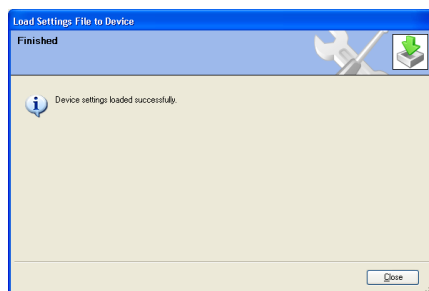 Load Settings File to Device
Finished
Device settings loaded successfully.
Close